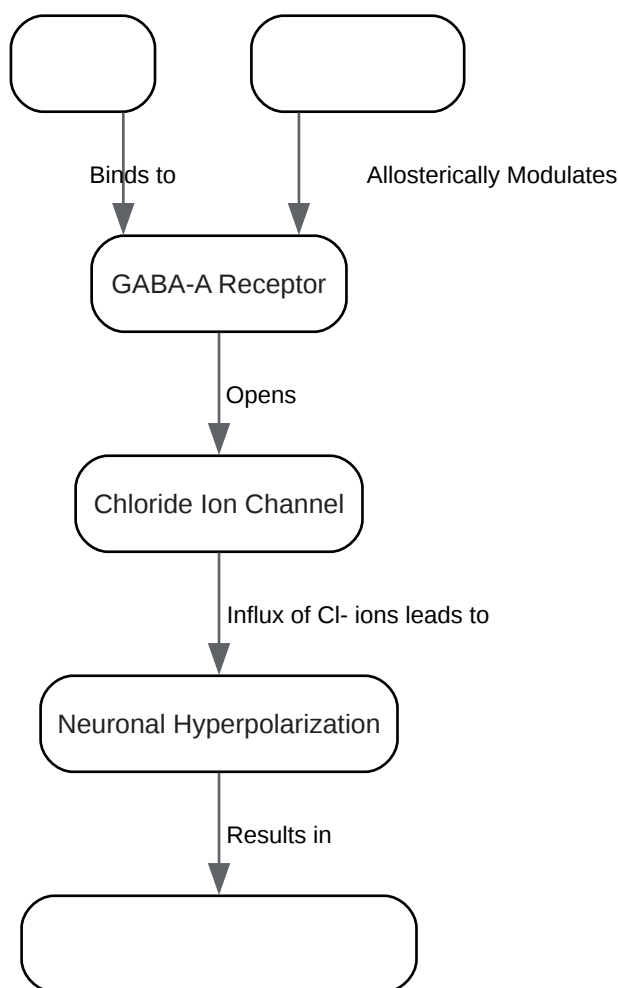 Binds to
Allosterically Modulates
GABA-A Receptor
Opens
Chloride Ion Channel
Influx of Cl- ions leads to
Neuronal Hyperpolarization
Results in